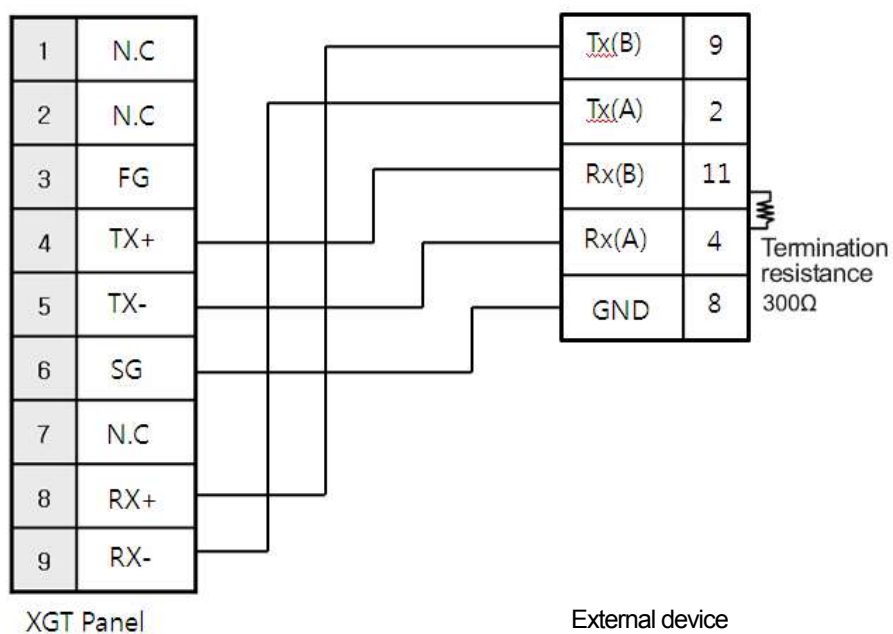 1 N.C
2 N.C
3 FG
4 TX+
5 TX-
6 SG
7 N.C
8 RX+
9 RX-
XGT Panel
Tx(B) 9
Tx(A) 2
Rx(B) 11
Rx(A) 4
GND 8
Termination
resistance
300Ω
External device